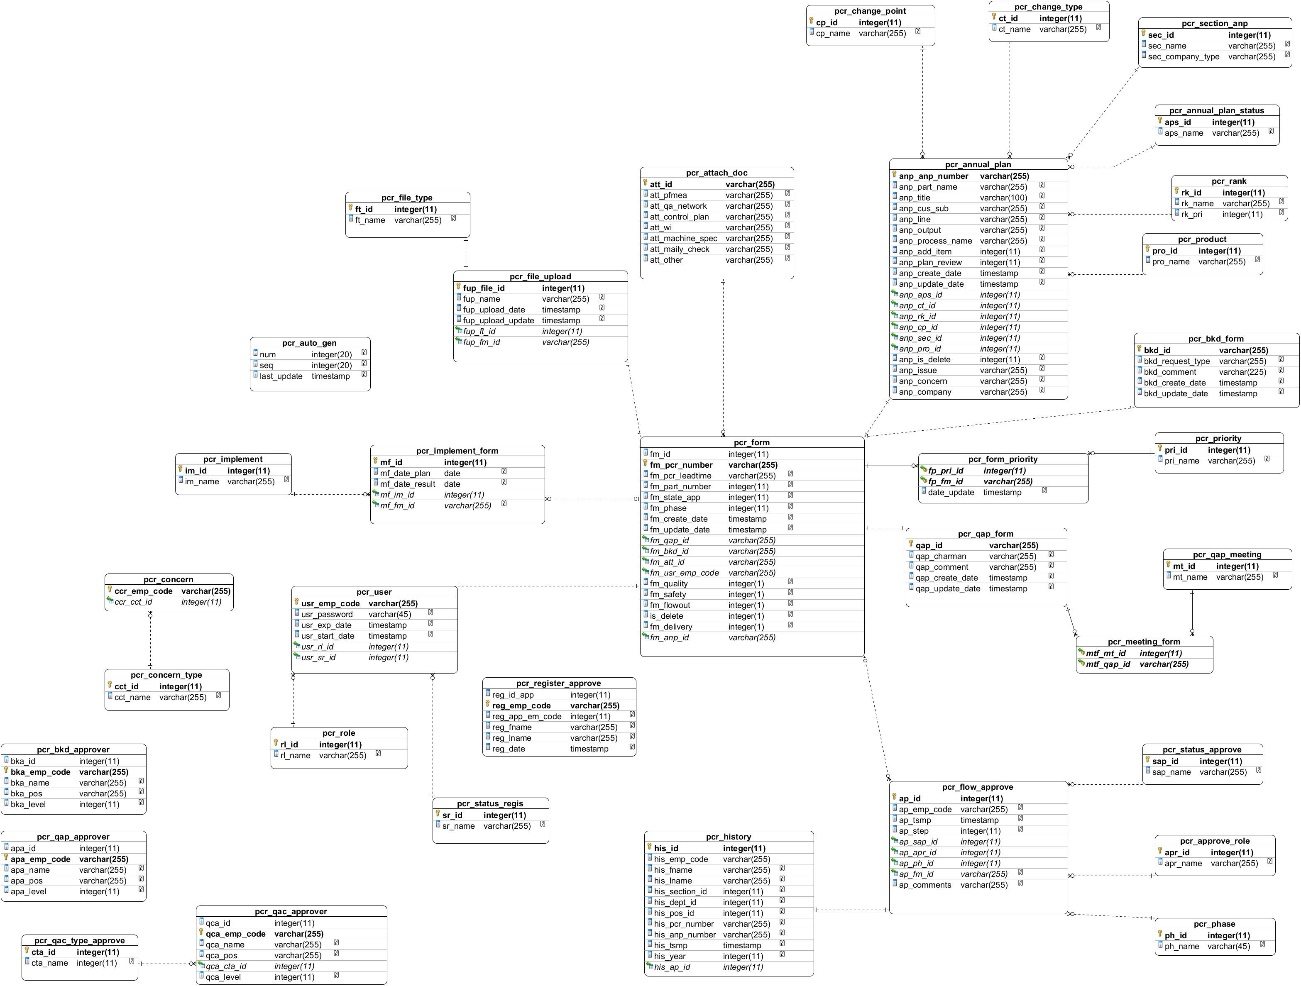 pcr_change_point
cp_id integer(11)
cp_name varchar(255)
pcr_change_type
ct_id integer(11)
ct_name varchar(255)
pcr_section_anp
sec_id integer(11)
sec_name varchar(255)
sec_company_type varchar(255)
pcr_annual_plan_status
aps_id integer(11)
aps_name varchar(255)
pcr_rank
rk_id integer(11)
rk_name varchar(255)
rk_pri integer(11)
pcr_product
pro_id integer(11)
pro_name varchar(255)
pcr_annual_plan
anp_anp_number varchar(255)
anp_part_name varchar(255)
anp_title varchar(100)
anp_cus_sub varchar(255)
anp_line varchar(255)
anp_output varchar(255)
anp_process_name varchar(255)
anp_add_item integer(11)
anp_plan_review integer(11)
anp_create_date timestamp
anp_update_date timestamp
anp_aps_id integer(11)
anp_ct_id integer(11)
anp_rk_id integer(11)
anp_cp_id integer(11)
anp_sec_id integer(11)
anp_pro_id integer(11)
anp_is_delete integer(11)
anp_issue varchar(255)
anp_concern varchar(255)
anp_company varchar(255)
pcr_attach_doc
att_id varchar(255)
att_pfmea varchar(255)
att_qa_network varchar(255)
att_control_plan varchar(255)
att_wi varchar(255)
att_machine_spec varchar(255)
att_maily_check varchar(255)
att_other varchar(255)
pcr_file_type
ft_id integer(11)
ft_name varchar(255)
pcr_file_upload
fup_file_id integer(11)
fup_name varchar(255)
fup_upload_date timestamp
fup_upload_update timestamp
fup_ft_id integer(11)
fup_fm_id varchar(255)
pcr_auto_gen
num integer(20)
seq integer(20)
last_update timestamp
pcr_bkd_form
bkd_id varchar(255)
bkd_request_type varchar(255)
bkd_comment varchar(225)
bkd_create_date timestamp
bkd_update_date timestamp
pcr_form
fm_id integer(11)
fm_pcr_number varchar(255)
fm_pcr_leadtime varchar(255)
fm_part_number integer(11)
fm_state_app integer(11)
fm_phase integer(11)
fm_create_date timestamp
fm_update_date timestamp
fm_qap_id varchar(255)
fm_bkd_id varchar(255)
fm_att_id varchar(255)
fm_usr_emp_code varchar(255)
fm_quality integer(1)
fm_safety integer(1)
fm_flowout integer(1)
is_delete integer(1)
fm_delivery integer(1)
fm_anp_id varchar(255)
pcr_implement
im_id integer(11)
im_name varchar(255)
pcr_implement_form
mf_id integer(11)
mf_date_plan date
mf_date_result date
mf_im_id integer(11)
mf_fm_id varchar(255)
pcr_form_priority
fp_pri_id integer(11)
fp_fm_id varchar(255)
date_update timestamp
pcr_priority
pri_id integer(11)
pri_name varchar(255)
pcr_qap_form
qap_id varchar(255)
qap_charman varchar(255)
qap_comment varchar(255)
qap_create_date timestamp
qap_update_date timestamp
pcr_qap_meeting
mt_id integer(11)
mt_name varchar(255)
pcr_meeting_form
mtf_mt_id integer(11)
mtf_qap_id varchar(255)
pcr_concern
ccr_emp_code varchar(255)
ccr_cct_id integer(11)
pcr_concern_type
cct_id integer(11)
cct_name varchar(255)
pcr_user
usr_emp_code varchar(255)
usr_password varchar(45)
usr_exp_date timestamp
usr_start_date timestamp
usr_rl_id integer(11)
usr_sr_id integer(11)
pcr_role
rl_id integer(11)
rl_name varchar(255)
pcr_register_approve
reg_id_app integer(11)
reg_emp_code varchar(255)
reg_app_em_code integer(11)
reg_fname varchar(255)
reg_lname varchar(255)
reg_date timestamp
pcr_status_regis
sr_id integer(11)
sr_name varchar(255)
pcr_bkd_approver
bka_id integer(11)
bka_emp_code varchar(255)
bka_name varchar(255)
bka_pos varchar(255)
bka_level integer(11)
pcr_qap_approver
apa_id integer(11)
apa_emp_code varchar(255)
apa_name varchar(255)
apa_pos varchar(255)
apa_level integer(11)
pcr_qac_type_approve
cta_id integer(11)
cta_name integer(11)
pcr_qac_approver
qca_id integer(11)
qca_emp_code varchar(255)
qca_name varchar(255)
qca_pos varchar(255)
qca_cta_id integer(11)
qca_level integer(11)
pcr_history
his_id integer(11)
his_emp_code varchar(255)
his_fname varchar(255)
his_lname varchar(255)
his_section_id integer(11)
his_dept_id integer(11)
his_pos_id integer(11)
his_pcr_number varchar(255)
his_anp_number varchar(255)
his_tsmp timestamp
his_year integer(11)
his_ap_id integer(11)
pcr_flow_approve
ap_id integer(11)
ap_emp_code varchar(255)
ap_tsmp timestamp
ap_step integer(11)
ap_sap_id integer(11)
ap_apr_id integer(11)
ap_ph_id integer(11)
ap_fm_id varchar(255)
ap_comments varchar(255)
pcr_status_approve
sap_id integer(11)
sap_name varchar(255)
pcr_approve_role
apr_id integer(11)
apr_name varchar(255)
pcr_phase
ph_id integer(11)
ph_name varchar(45)